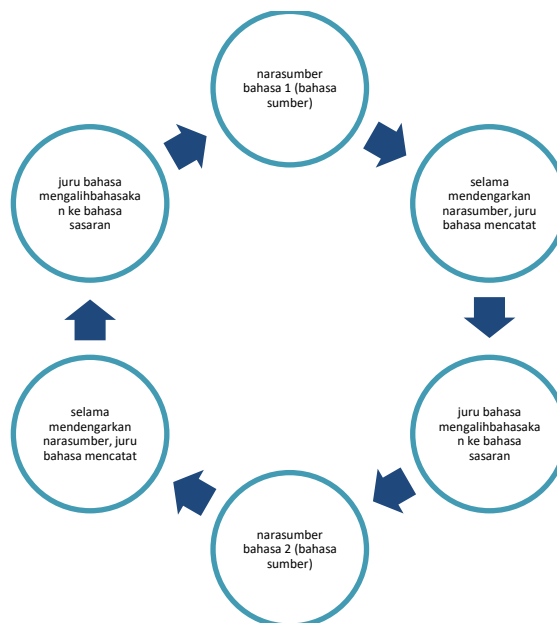 narasumber
bahasa 1 (bahasa
sumber)
selama
mendengarkan
narasumber, juru
bahasa mencatat
juru bahasa
mengalihbahasaka
n ke bahasa
sasaran
narasumber
bahasa 2 (bahasa
sumber)
selama
mendengarkan
narasumber, juru
bahasa mencatat
juru bahasa
mengalihbahasaka
n ke bahasa
sasaran